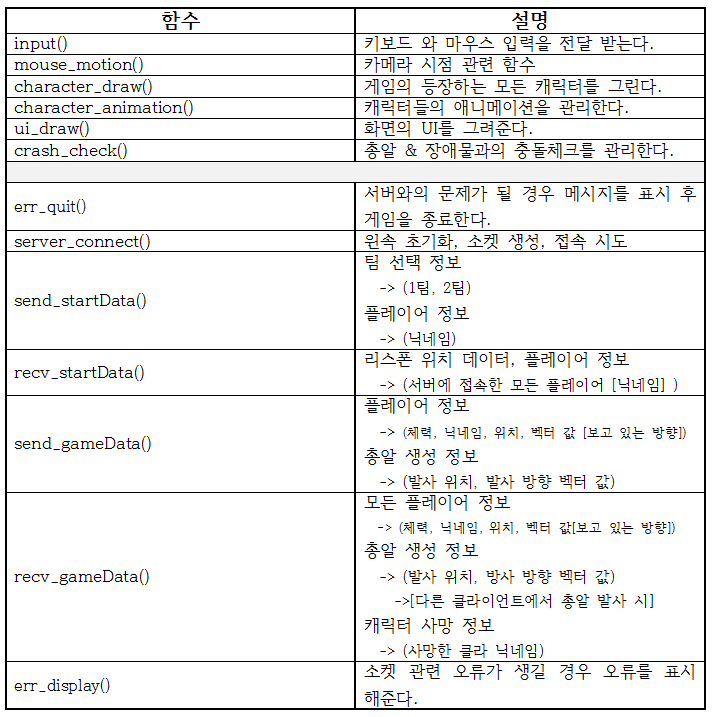 함수 설명
input() 키보드 와 마우스 입력을 전달 받는다.
mouse_motion() 카메라 시점 관련 함수
character_draw() 게임의 등장하는 모든 캐릭터를 그린다.
character_animation() 캐릭터들의 애니메이션을 관리한다.
ui_draw() 화면의 UI를 그려준다.
crash_check() 총알 & 장애물과의 충돌체크를 관리한다.
err_quit() 서버와의 문제가 될 경우 메시지를 표시 후
게임을 종료한다.
server_connect() 윈속 초기화, 소켓 생성, 접속 시도
send_startData() 팀 선택 정보
-> (1팀, 2팀)
플레이어 정보
-> (닉네임)
recv_startData() 리스폰 위치 데이터, 플레이어 정보
-> (서버에 접속한 모든 플레이어 [닉네임] )
send_gameData() 플레이어 정보
-> (체력, 닉네임, 위치, 벡터 값 [보고 있는 방향])
총알 생성 정보
-> (발사 위치, 발사 방향 벡터 값)
recv_gameData() 모든 플레이어 정보
-> (체력, 닉네임, 위치, 벡터 값[보고 있는 방향])
총알 생성 정보
-> (발사 위치, 방사 방향 벡터 값)
->[다른 클라이언트에서 총알 발사 시]
캐릭터 사망 정보
-> (사망한 클라 닉네임)
err_display() 소켓 관련 오류가 생길 경우 오류를 표시
해준다.